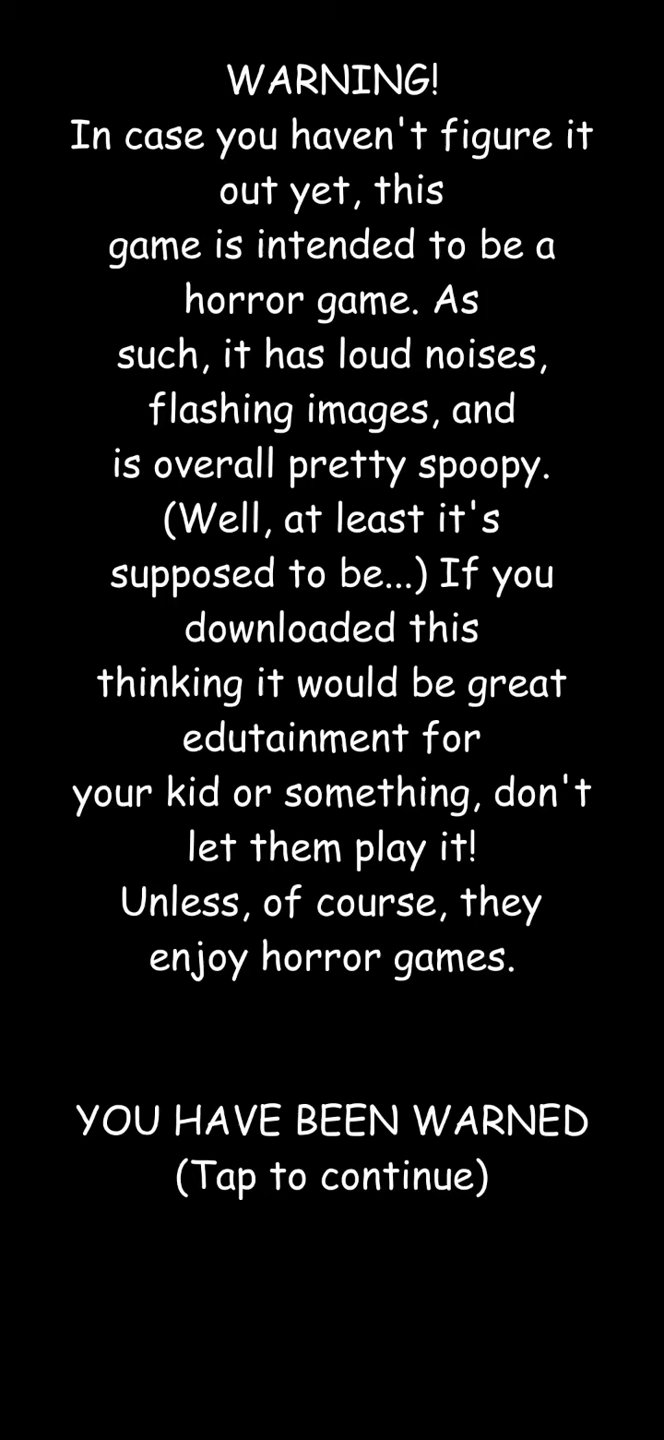 WARNING!
In case you haven't figure it
out yet, this
game is intended to be a
horror game. As
such, it has loud noises,
flashing images, and
is overall pretty spoopy.
(Well, at least it's
supposed to be...) If you
downloaded this
thinking it would be great
edutainment for
your kid or something, don't
let them play it!
Unless, of course, they
enjoy horror games.
YOU HAVE BEEN WARNED
(Tap to continue)